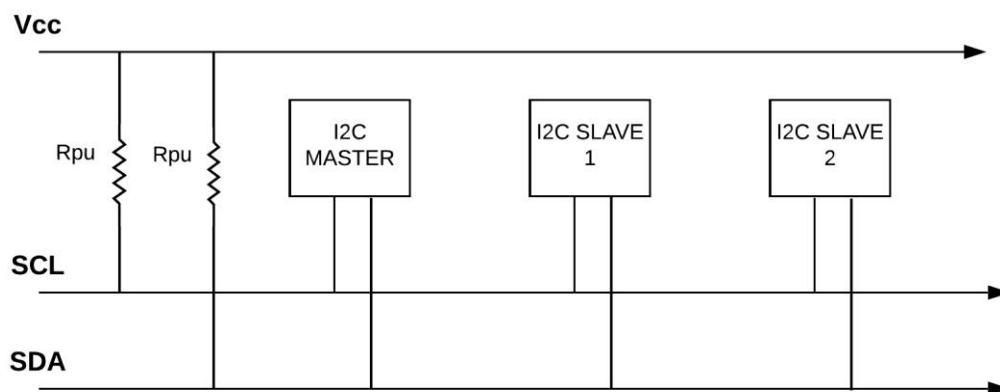 Vcc
Rpu
Rpu
I2C
MASTER
I2C SLAVE
1
I2C SLAVE
2
SCL
SDA